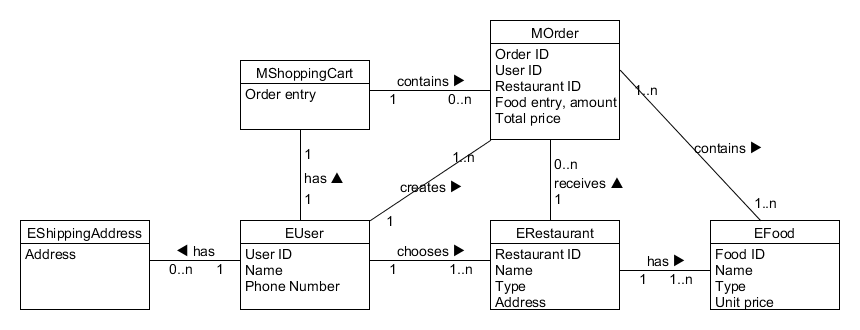 MOrder
Order ID
User ID
Restaurant ID
Food entry, amount
Total price
MShoppingCart
Order entry
contains ▶
1
0..n
1..n
contains ▶
1..n
1
has ▲
1
1..n
creates ▶
1
0..n
receives ▲
1
EShippingAddress
Address
◀ has
0..n
1
EUser
User ID
Name
Phone Number
chooses ▶
1
1..n
ERestaurant
Restaurant ID
Name
Type
Address
has ▶
1
1..n
EFood
Food ID
Name
Type
Unit price